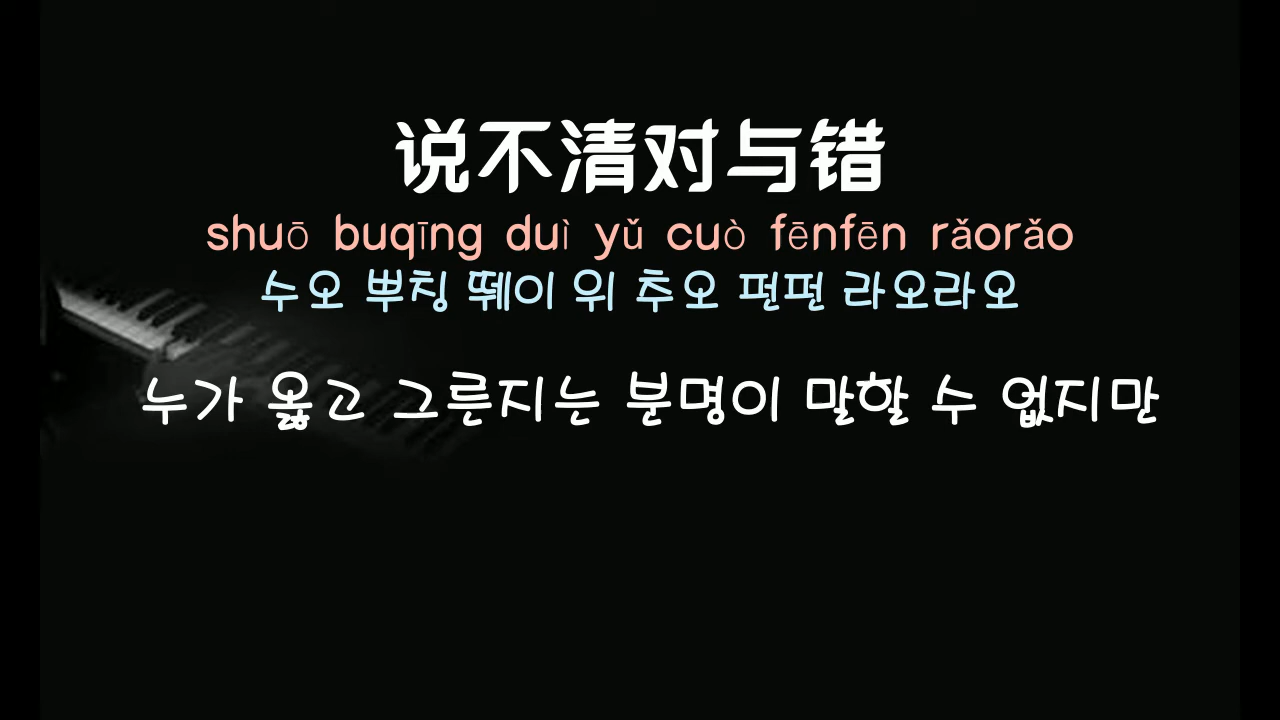 说不清对与错
shuō buqīng duì yǔ cuò fēnfēn rǎorǎo
수오 뿌칭 뛔이 위 추오 펀펀 라오라오
누가 옳고 그른지는 분명이 말할 수 없지만